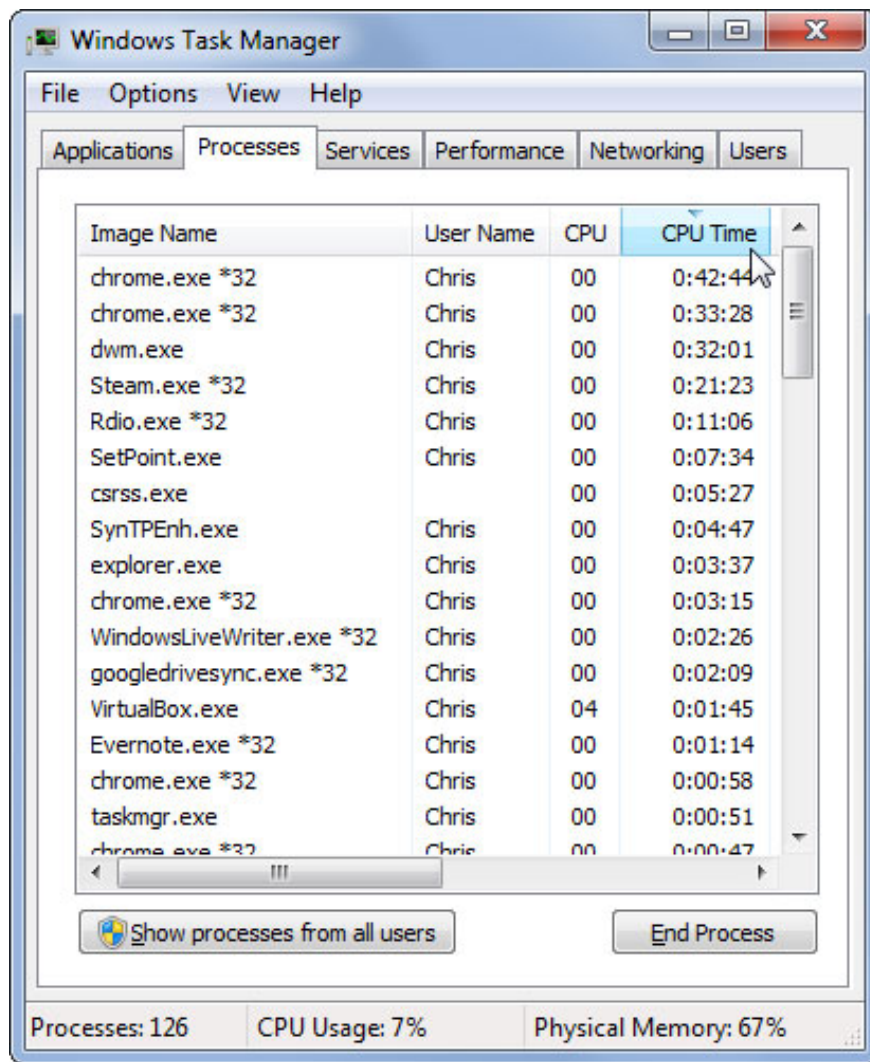 Windows Task Manager
File Options View Help
Applications Processes Services Performance Networking Users
Image Name User Name CPU CPU Time
chrome.exe *32 Chris 00 0:42:44
chrome.exe *32 Chris 00 0:33:28
dwm.exe Chris 00 0:32:01
Steam.exe *32 Chris 00 0:21:23
Rdio.exe *32 Chris 00 0:11:06
SetPoint.exe Chris 00 0:07:34
csrss.exe 00 0:05:27
SynTPEnh.exe Chris 00 0:04:47
explorer.exe Chris 00 0:03:37
chrome.exe *32 Chris 00 0:03:15
WindowsLiveWriter.exe *32 Chris 00 0:02:26
googledrivesync.exe *32 Chris 00 0:02:09
VirtualBox.exe Chris 04 0:01:45
Evernote.exe *32 Chris 00 0:01:14
chrome.exe *32 Chris 00 0:00:58
taskmgr.exe Chris 00 0:00:51
chrome.exe *32 Chris 00 0:00:47
Show processes from all users End Process
Processes: 126 CPU Usage: 7% Physical Memory: 67%